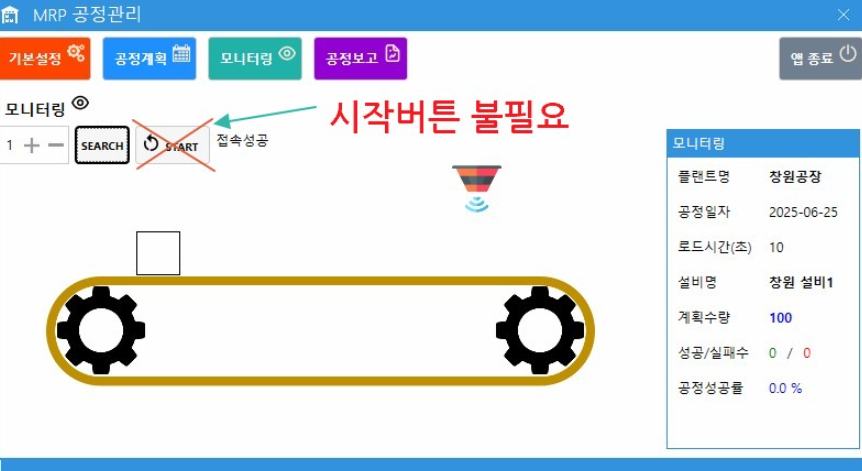 MRP 공정관리
기본설정 공정계획 모니터링 공정보고 앱 종료
모니터링
시작버튼 불필요
1 SEARCH START 접속성공
모니터링
플랜트명 창원공장
공정일자 2025-06-25
로드시간(초) 10
설비명 창원 설비1
계획수량 100
성공/실패수 0 / 0
공정성공률 0.0 %